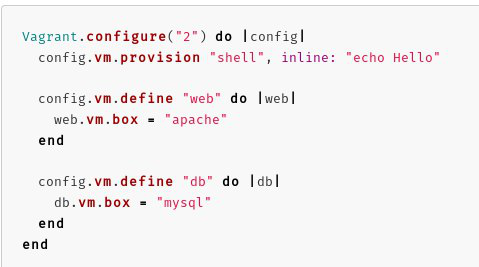 Vagrant.configure("2") do |config|
  config.vm.provision "shell", inline: "echo Hello"

  config.vm.define "web" do |web|
    web.vm.box = "apache"
  end

  config.vm.define "db" do |db|
    db.vm.box = "mysql"
  end
end